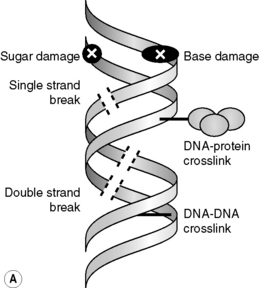 Sugar damage
Base damage
Single strand
break
DNA-protein
crosslink
Double strand
break
DNA-DNA
crosslink
A